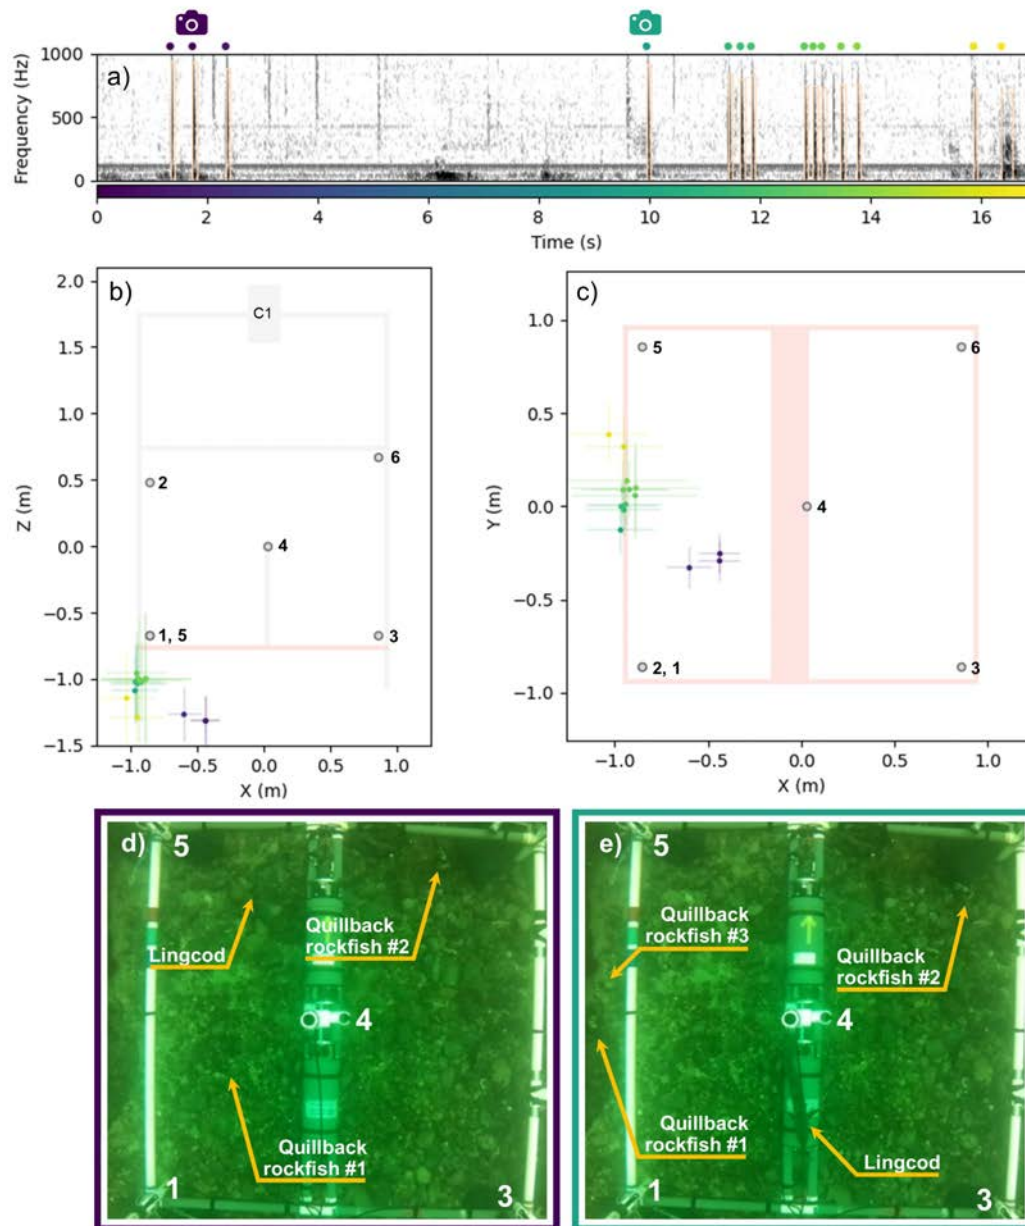 a)
Frequency (Hz)
1000
500
0
0 2 4 6 8 10 12 14 16
Time (s)
b)
Z (m)
2.0
1.5
1.0
0.5
0.0
−0.5
−1.0
−1.5
C1
2
6
4
1, 5
3
−1.0 −0.5 0.0 0.5 1.0
X (m)
c)
Y (m)
1.0
0.5
0.0
−0.5
−1.0
5
6
4
2, 1
3
−1.0 −0.5 0.0 0.5 1.0
X (m)
d)
5
Lingcod
Quillback
rockfish #2
4
Quillback
rockfish #1
1
3
e)
5
Quillback
rockfish #3
Quillback
rockfish #2
4
Quillback
rockfish #1
Lingcod
1
3